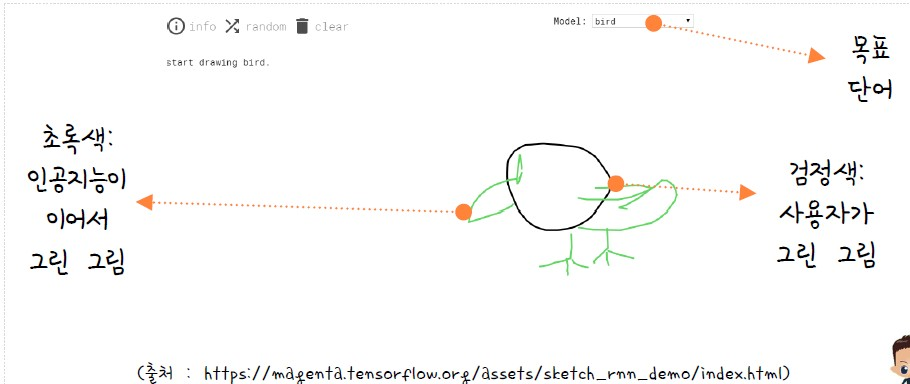 info random clear
Model: bird
start drawing bird.
목표
단어
초록색:
인공지능이
이어서
그린 그림
검정색:
사용자가
그린 그림
(출처 : https://magenta.tensorflow.org/assets/sketch_rnn_demo/index.html)